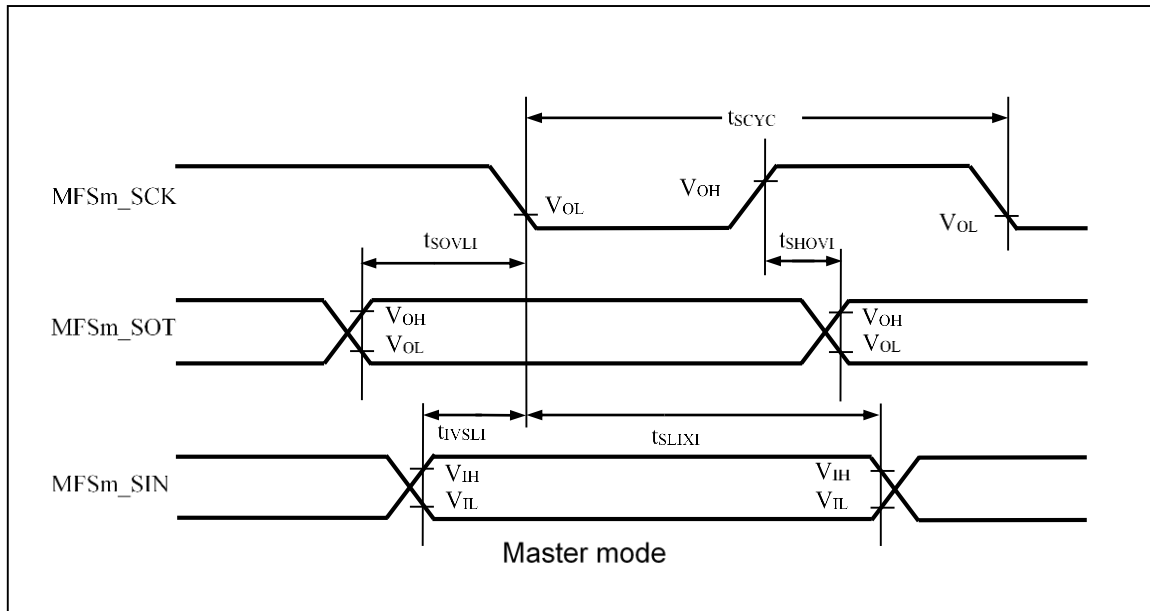 tSCYC
MFSm_SCK
VOH
VOL
VOL
tSOVLI
tSHOVI
MFSm_SOT
VOH
VOH
VOL
VOL
tIVSLI
tSLIXI
MFSm_SIN
VIH
VIH
VIL
VIL
Master mode